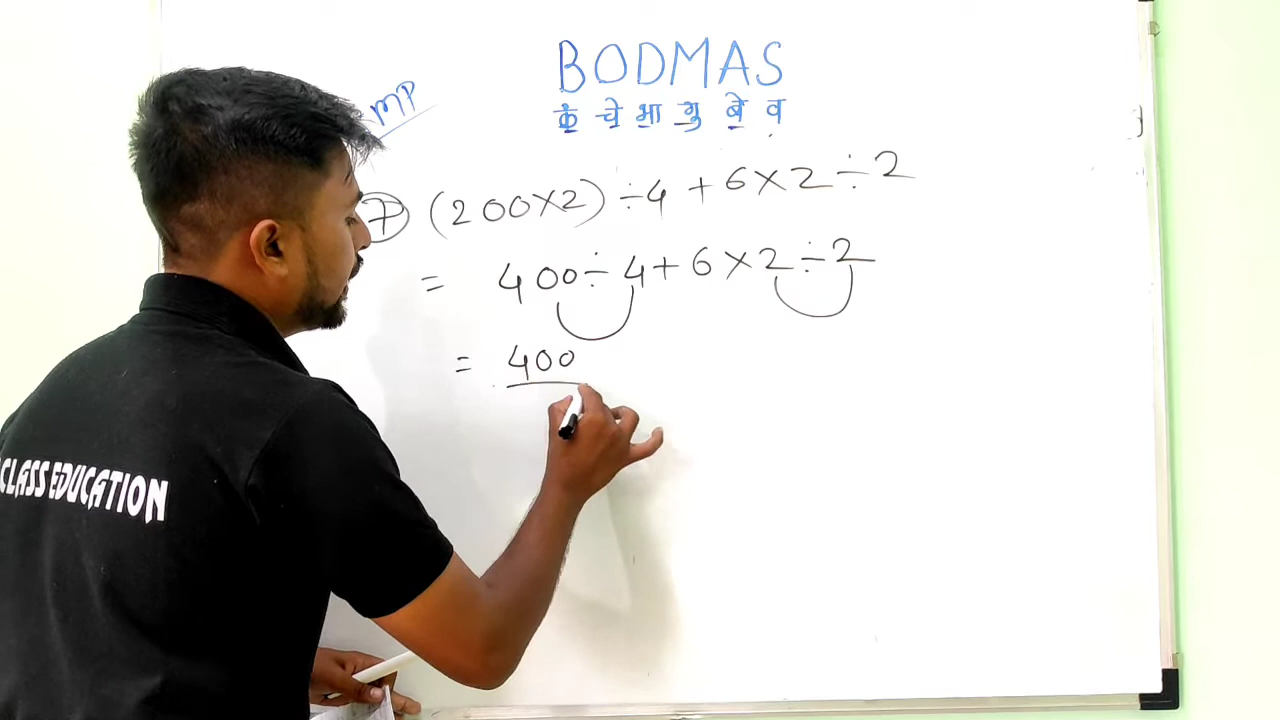 BODMAS
MP
कं चे भा गु बे व
7 (200×2) ÷4 + 6×2÷2
= 400÷ 4+ 6×2÷2
= 400
CLASS EDUCATION